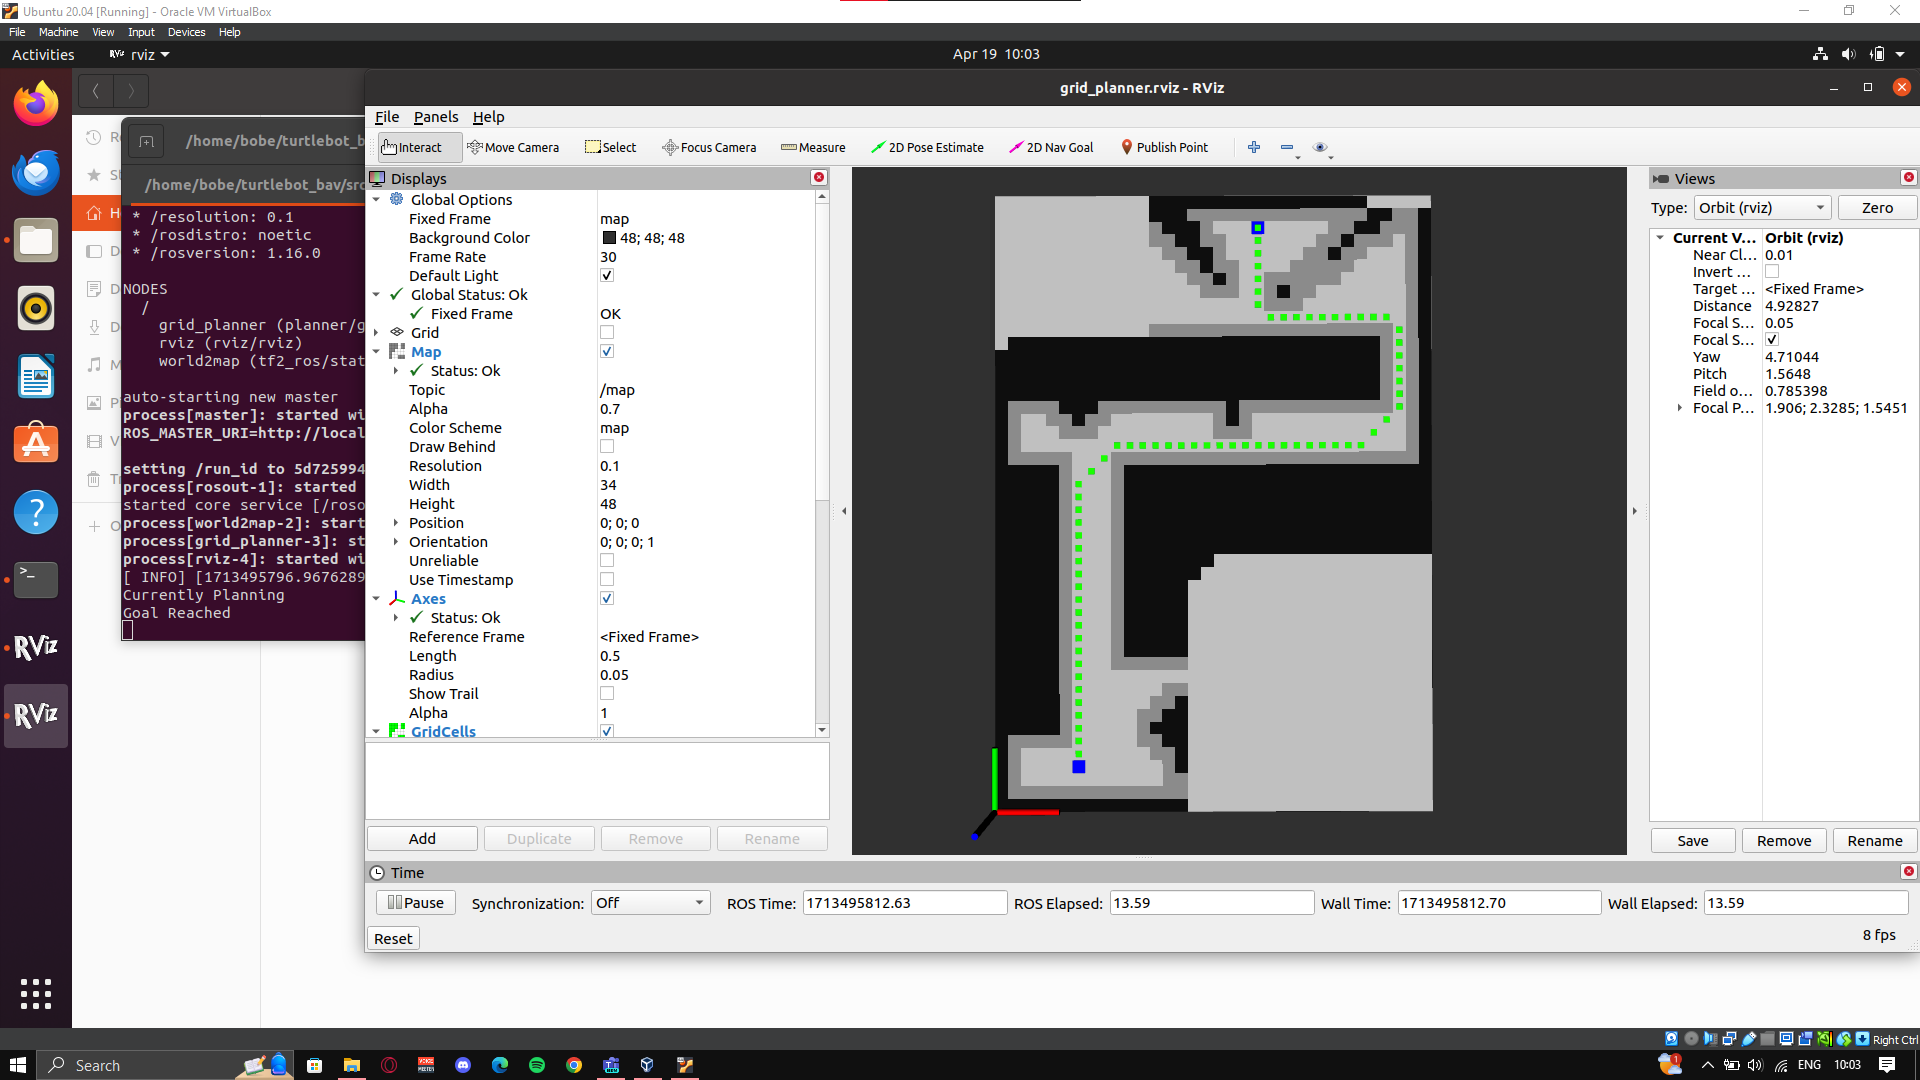 Ubuntu 20.04 [Running] - Oracle VM VirtualBox
File Machine View Input Devices Help
Activities
rviz
Apr 19 10:03
grid_planner.rviz - RViz
File Panels Help
Interact
Move Camera
Select
Focus Camera
Measure
2D Pose Estimate
2D Nav Goal
Publish Point
/home/bobe/turtlebot_b
/home/bobe/turtlebot_bav/src
* /resolution: 0.1
* /rosdistro: noetic
* /rosversion: 1.16.0
NODES
/
grid_planner (planner/g
rviz (rviz/rviz)
world2map (tf2_ros/stat
auto-starting new master
process[master]: started wi
ROS_MASTER_URI=http://local
setting /run_id to 5d725994
process[rosout-1]: started
started core service [/roso
process[world2map-2]: start
process[grid_planner-3]: st
process[rviz-4]: started wi
[ INFO] [1713495796.9676289
Currently Planning
Goal Reached
Displays
Global Options
Fixed Frame map
Background Color 48; 48; 48
Frame Rate 30
Default Light
Global Status: Ok
Fixed Frame OK
Grid
Map
Status: Ok
Topic /map
Alpha 0.7
Color Scheme map
Draw Behind
Resolution 0.1
Width 34
Height 48
Position 0; 0; 0
Orientation 0; 0; 0; 1
Unreliable
Use Timestamp
Axes
Status: Ok
Reference Frame <Fixed Frame>
Length 0.5
Radius 0.05
Show Trail
Alpha 1
GridCells
Add Duplicate Remove Rename
Views
Type: Orbit (rviz) Zero
Current V... Orbit (rviz)
Near Cl... 0.01
Invert ...
Target ... <Fixed Frame>
Distance 4.92827
Focal S... 0.05
Focal S...
Yaw 4.71044
Pitch 1.5648
Field o... 0.785398
Focal P... 1.906; 2.3285; 1.5451
Save Remove Rename
Time
Pause Synchronization: Off ROS Time: 1713495812.63 ROS Elapsed: 13.59 Wall Time: 1713495812.70 Wall Elapsed: 13.59
Reset
8 fps
RViz
RViz
Right Ctrl
Search
ENG 10:03